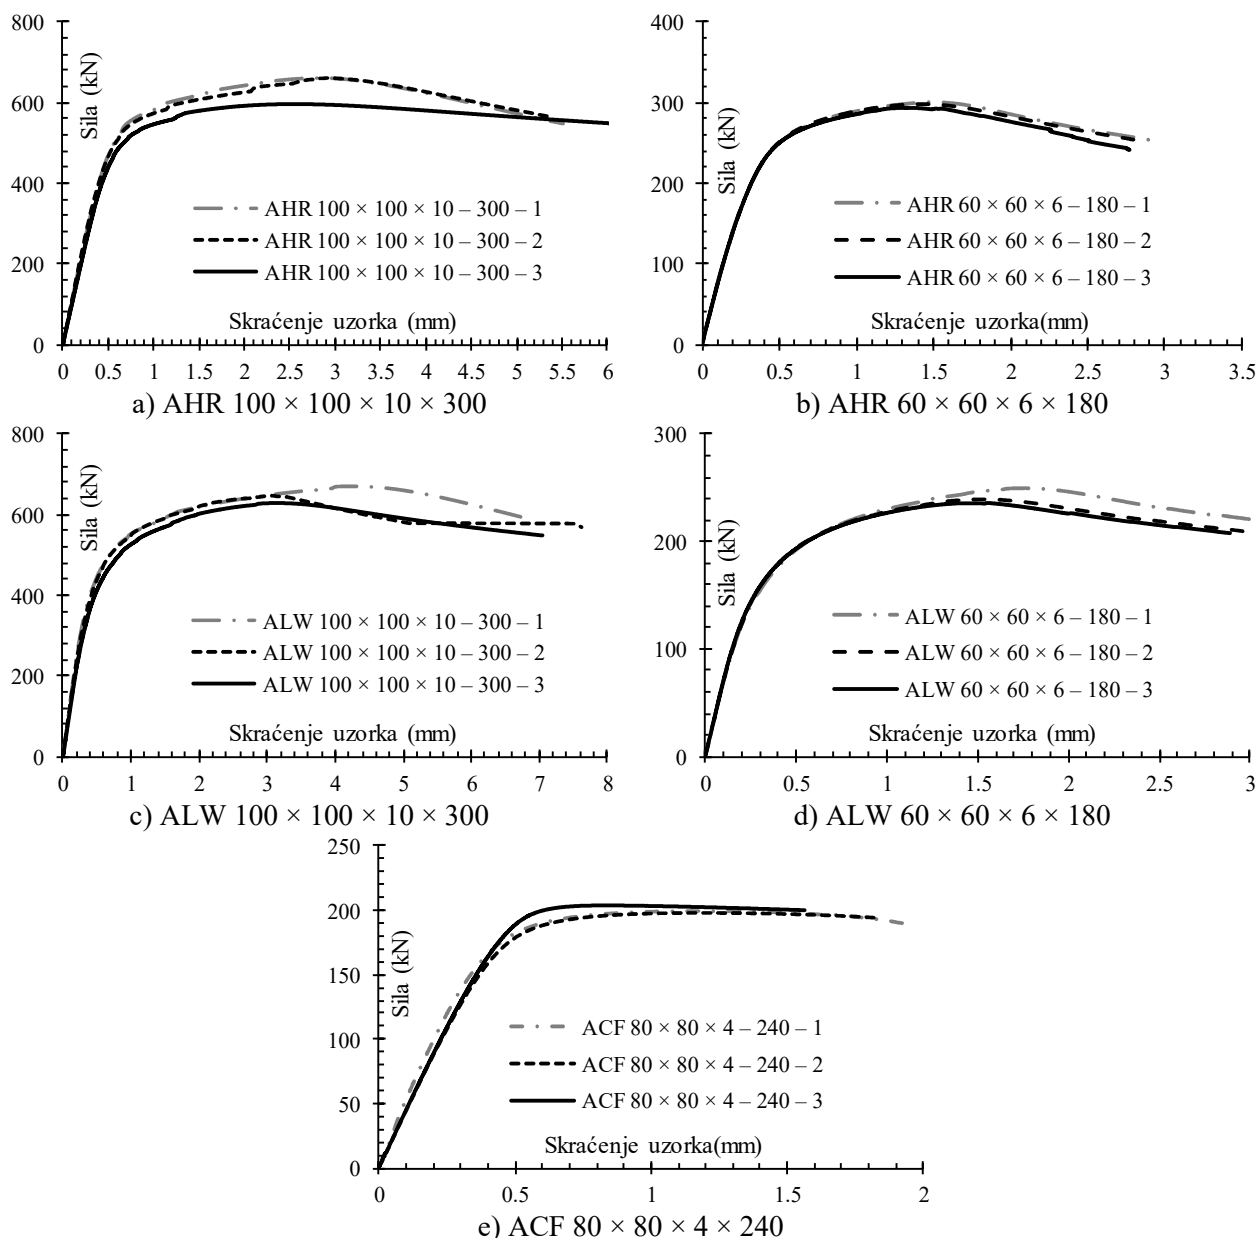 800
600
400
200
0
Sila (kN)
AHR 100 × 100 × 10 – 300 – 1
AHR 100 × 100 × 10 – 300 – 2
AHR 100 × 100 × 10 – 300 – 3
Skraćenje uzorka (mm)
0 0.5 1 1.5 2 2.5 3 3.5 4 4.5 5 5.5 6
a) AHR 100 × 100 × 10 × 300
400
300
200
100
0
Sila (kN)
AHR 60 × 60 × 6 – 180 – 1
AHR 60 × 60 × 6 – 180 – 2
AHR 60 × 60 × 6 – 180 – 3
Skraćenje uzorka(mm)
0 0.5 1 1.5 2 2.5 3 3.5
b) AHR 60 × 60 × 6 × 180
800
600
400
200
0
Sila (kN)
ALW 100 × 100 × 10 – 300 – 1
ALW 100 × 100 × 10 – 300 – 2
ALW 100 × 100 × 10 – 300 – 3
Skraćenje uzorka (mm)
0 1 2 3 4 5 6 7 8
c) ALW 100 × 100 × 10 × 300
300
200
100
0
Sila (kN)
ALW 60 × 60 × 6 – 180 – 1
ALW 60 × 60 × 6 – 180 – 2
ALW 60 × 60 × 6 – 180 – 3
Skraćenje uzorka (mm)
0 0.5 1 1.5 2 2.5 3
d) ALW 60 × 60 × 6 × 180
250
200
150
100
50
0
Sila (kN)
ACF 80 × 80 × 4 – 240 – 1
ACF 80 × 80 × 4 – 240 – 2
ACF 80 × 80 × 4 – 240 – 3
Skraćenje uzorka(mm)
0 0.5 1 1.5 2
e) ACF 80 × 80 × 4 × 240